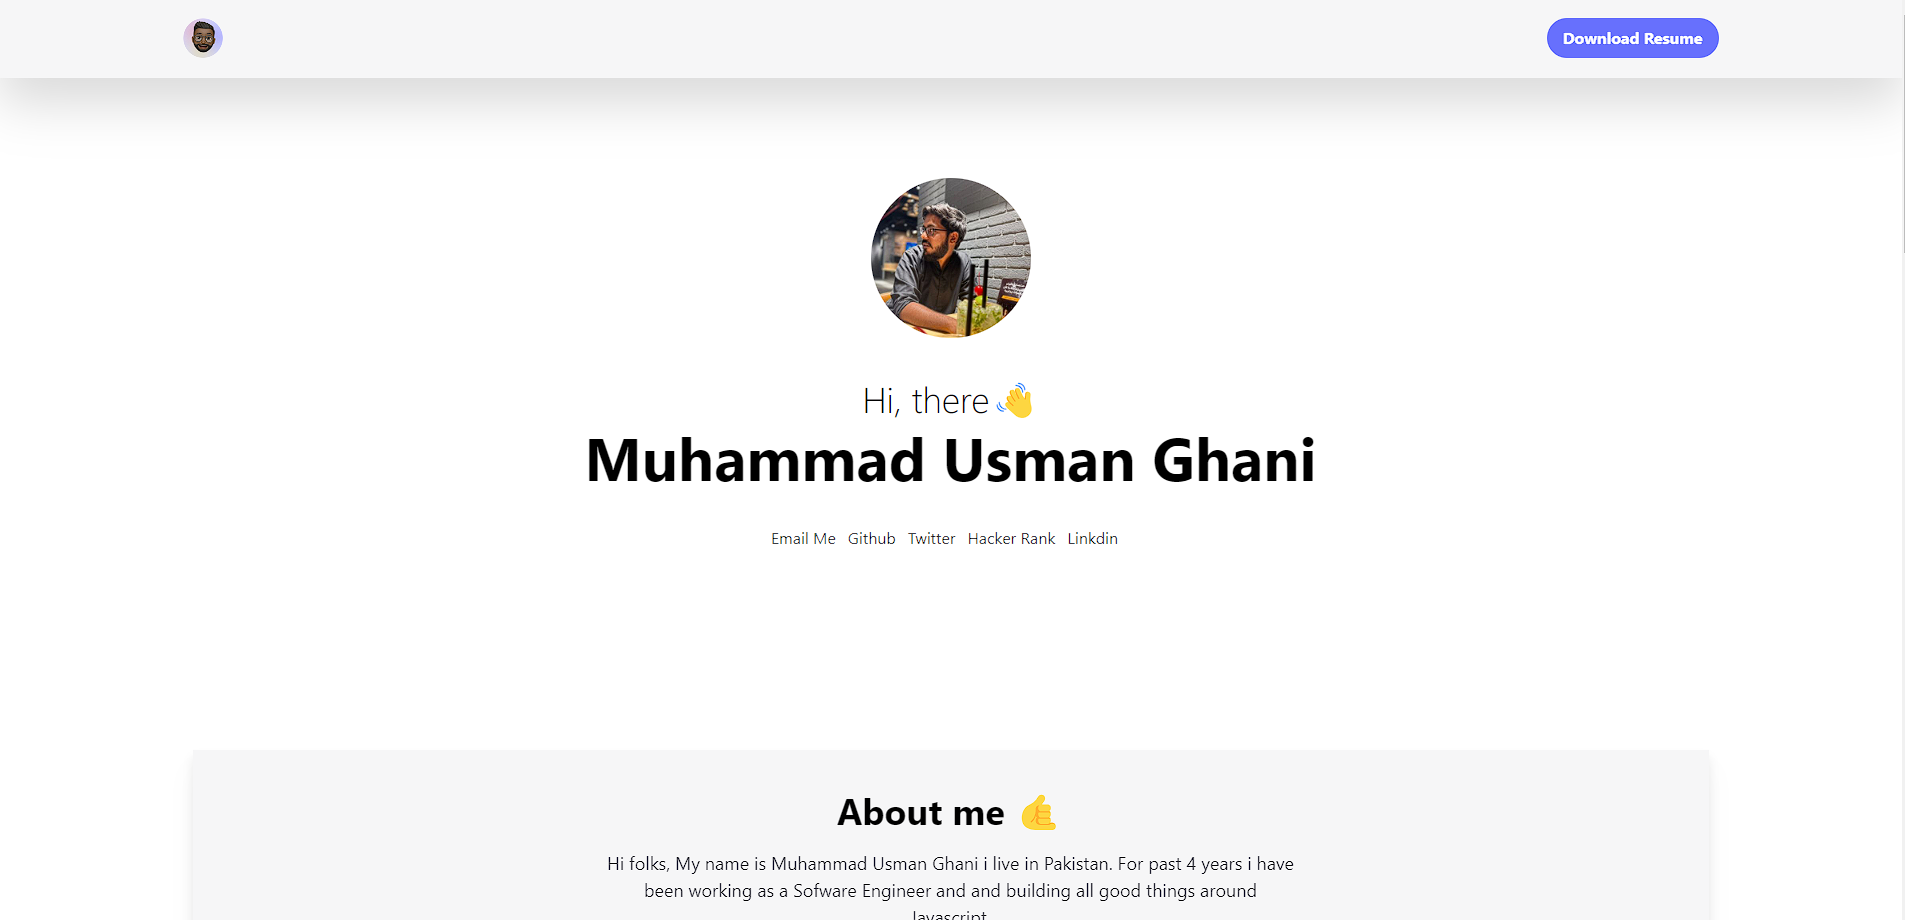 Download Resume
Hi, there 👋
Muhammad Usman Ghani
Email Me Github Twitter Hacker Rank Linkdin
About me 🤙
Hi folks, My name is Muhammad Usman Ghani i live in Pakistan. For past 4 years i have
been working as a Sofware Engineer and and building all good things around
Javascript.